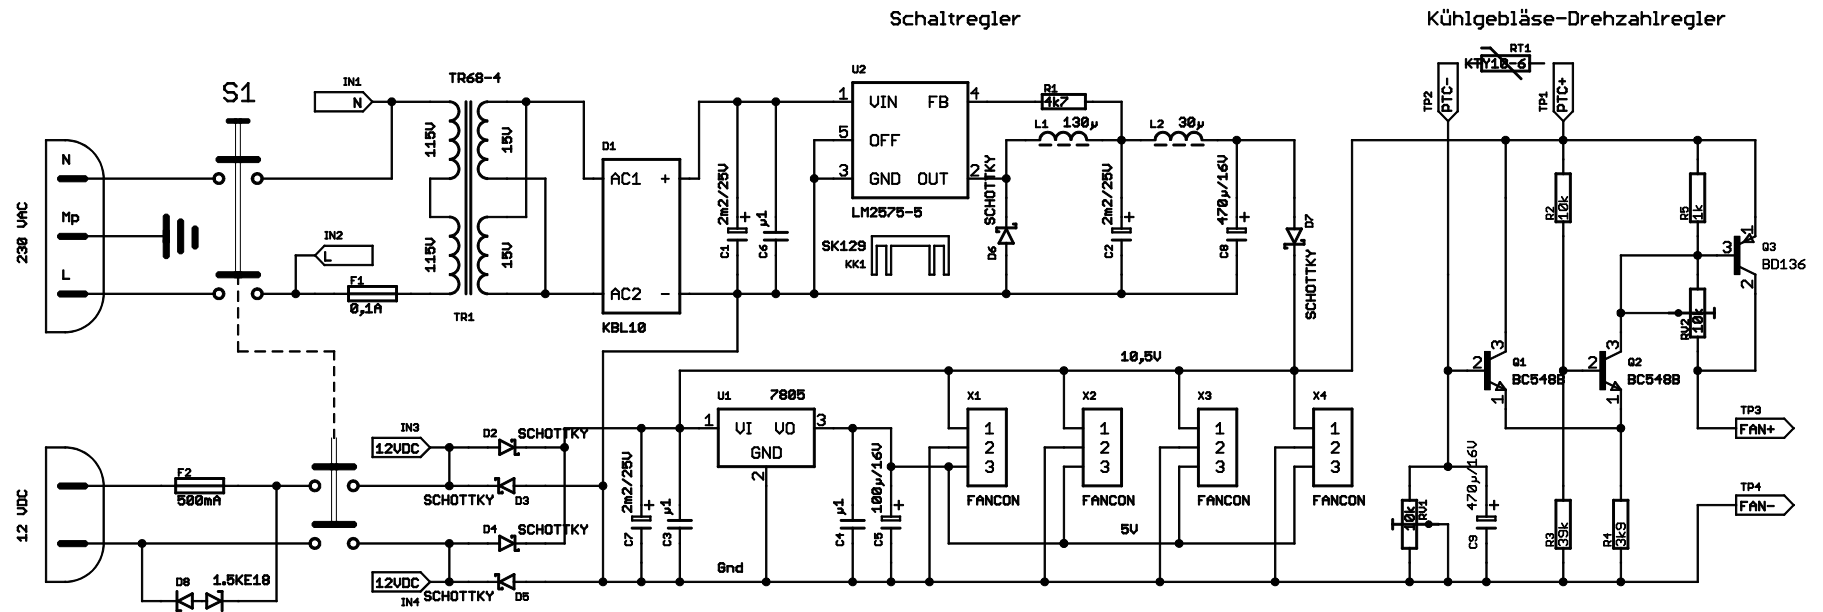 Schaltregler
Kühlgebläse-Drehzahlregler
S1
IN1
N
TR68-4
115V
15V
115V
15V
TR1
230 VAC
N
Mp
L
IN2
L
F1
0,1A
D1
AC1 +
AC2 -
KBL10
2m2/25V
+
C1
µ1
C6
U2
1 VIN FB 4
5 OFF
3 GND OUT 2
LM2575-5
SK129
KK1
R1
4k7
L1 130µ
L2 30µ
SCHOTTKY
D6
2m2/25V
+
C2
470µ/16V
+
C8
D7
SCHOTTKY
RT1
KTY10-6
TP2
PTC-
TP1
PTC+
R2
10k
R5
1k
1
3
2
Q3
BD136
RV2
10k
3
2
1
Q1
BC548B
3
2
1
Q2
BC548B
TP3
FAN+
TP4
FAN-
10k
RV1
470µ/16V
+
C9
R3
39k
R4
3k9
12 VDC
F2
500mA
D8 1.5KE18
IN3
12VDC
D2 SCHOTTKY
SCHOTTKY D3
D4 SCHOTTKY
12VDC
IN4
SCHOTTKY D5
2m2/25V
+
C7
µ1
C3
U1 7805
1 VI VO 3
GND
2
Gnd
µ1
C4
100µ/16V
+
C5
10,5V
5V
X1
1
2
3
FANCON
X2
1
2
3
FANCON
X3
1
2
3
FANCON
X4
1
2
3
FANCON